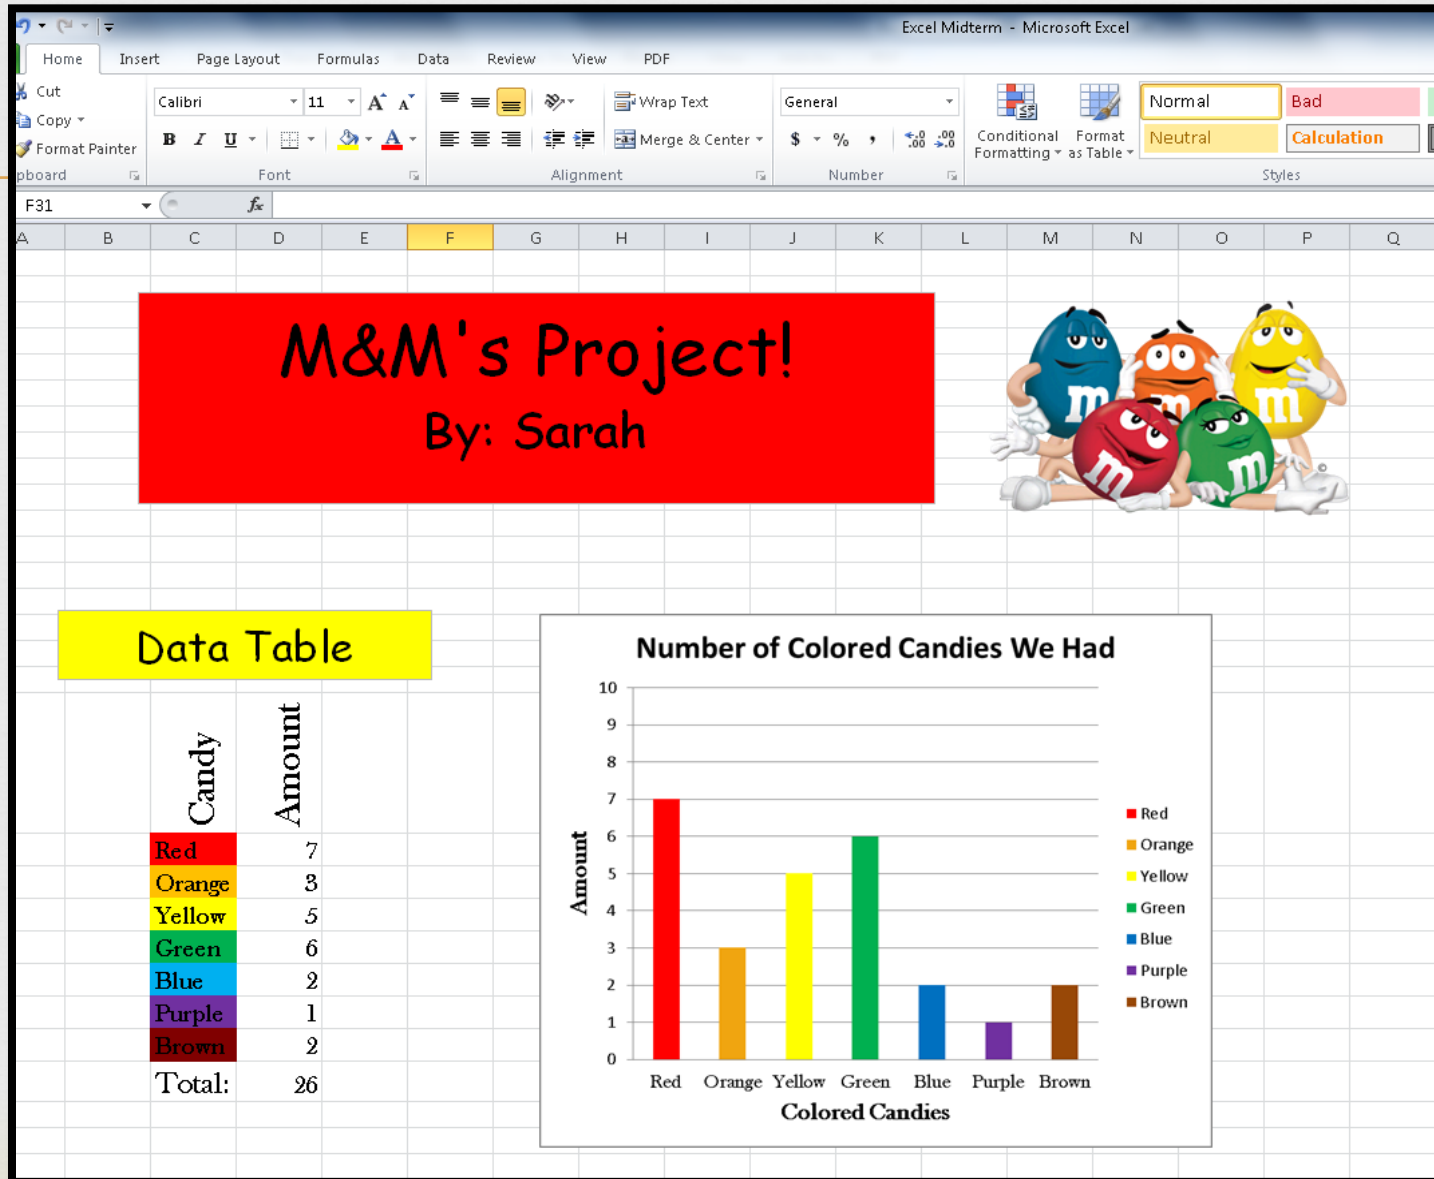 Excel Midterm - Microsoft Excel
Home Insert Page Layout Formulas Data Review View PDF
Cut
Copy
Format Painter
pboard
Calibri 11 A A
B I U A
Font
Wrap Text
Merge & Center
Alignment
General
$ % , .0 .00 .00 .0
Number
Conditional Formatting
Format as Table
Normal Bad
Neutral Calculation
Styles
F31 fx
A B C D E F G H I J K L M N O P Q
M&M's Project!
By: Sarah
m m m m m
©
Data Table
Candy Amount
Red 7
Orange 3
Yellow 5
Green 6
Blue 2
Purple 1
Brown 2
Total: 26
Number of Colored Candies We Had
Amount
10
9
8
7
6
5
4
3
2
1
0
Red Orange Yellow Green Blue Purple Brown
Colored Candies
Red
Orange
Yellow
Green
Blue
Purple
Brown